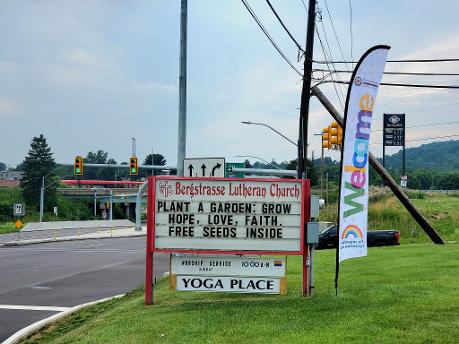 Bergstrasse Lutheran Church
PLANT A GARDEN: GROW
HOPE, LOVE, FAITH
FREE SEEDS INSIDE
WORSHIP SERVICE 10:00 A M
SUNDAY
YOGA PLACE
Welcome